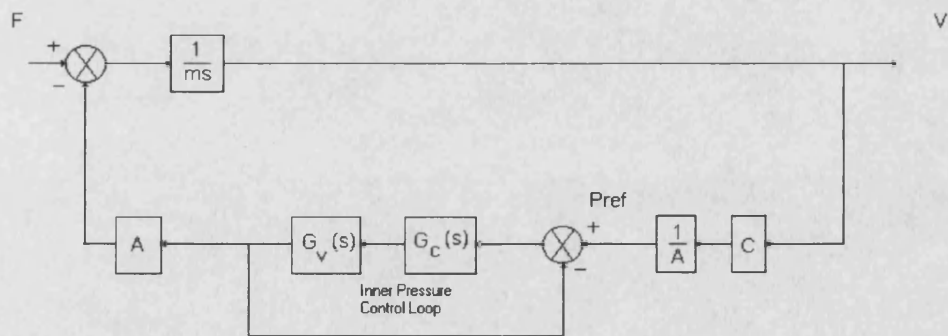 F
V
+
−
1
ms
Pref
+
−
A
G_v(s)
G_c(s)
1
A
C
Inner Pressure
Control Loop